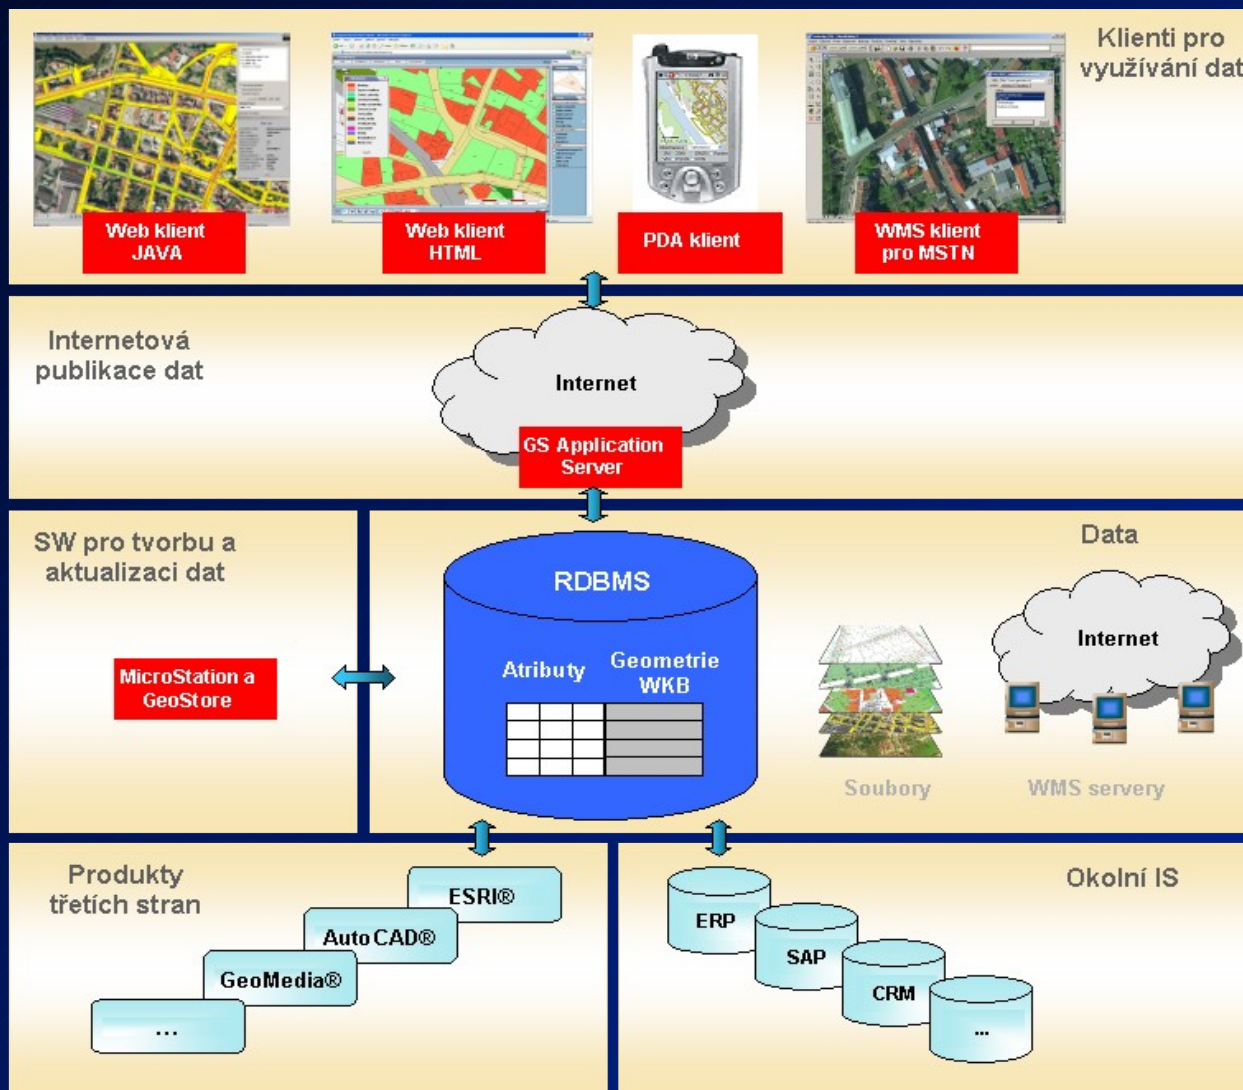 Klienti pro
využívání dat
Web klient
JAVA
Web klient
HTML
PDA klient
WMS klient
pro MSTN
Internetová
publikace dat
Internet
GS Application
Server
SW pro tvorbu a
aktualizaci dat
MicroStation a
GeoStore
RDBMS
Atributy
Geometrie
WKB
Data
Internet
Soubory
WMS servery
Produkty
třetích stran
ESRI®
AutoCAD®
GeoMedia®
...
Okolní IS
ERP
SAP
CRM
...